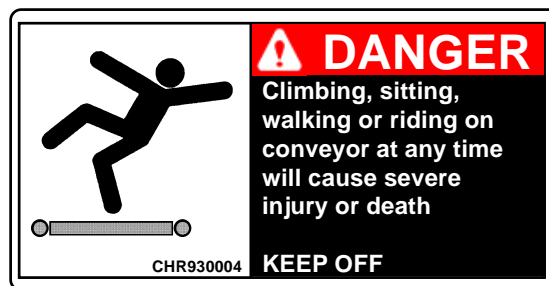 DANGER
Climbing, sitting,
walking or riding on
conveyor at any time
will cause severe
injury or death
KEEP OFF
CHR930004